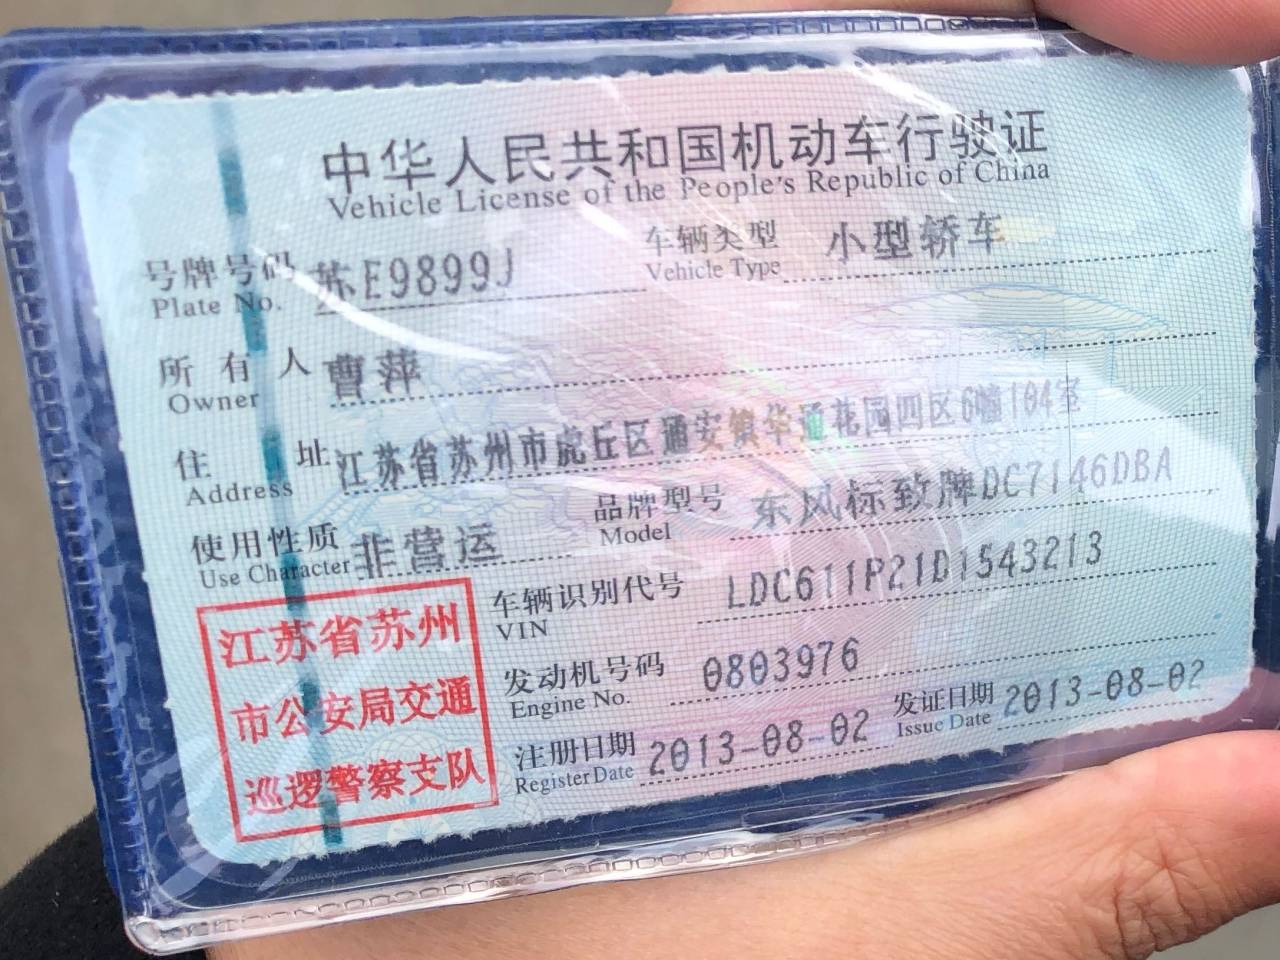 中华人民共和国机动车行驶证
Vehicle License of the People's Republic of China
号牌号码 苏E9899J 车辆类型 小型轿车
Plate No. Vehicle Type
所有人 曹萍
Owner
住址 江苏省苏州市虎丘区通安镇华通花园四区6幢104室
Address
使用性质 非营运 品牌型号 东风标致牌DC7146DBA
Use Character Model
车辆识别代号 LDC611P21D1543213
VIN
发动机号码 0803976
Engine No.
注册日期 2013-08-02 发证日期 2013-08-02
Register Date Issue Date
江苏省苏州
市公安局交通
巡逻警察支队